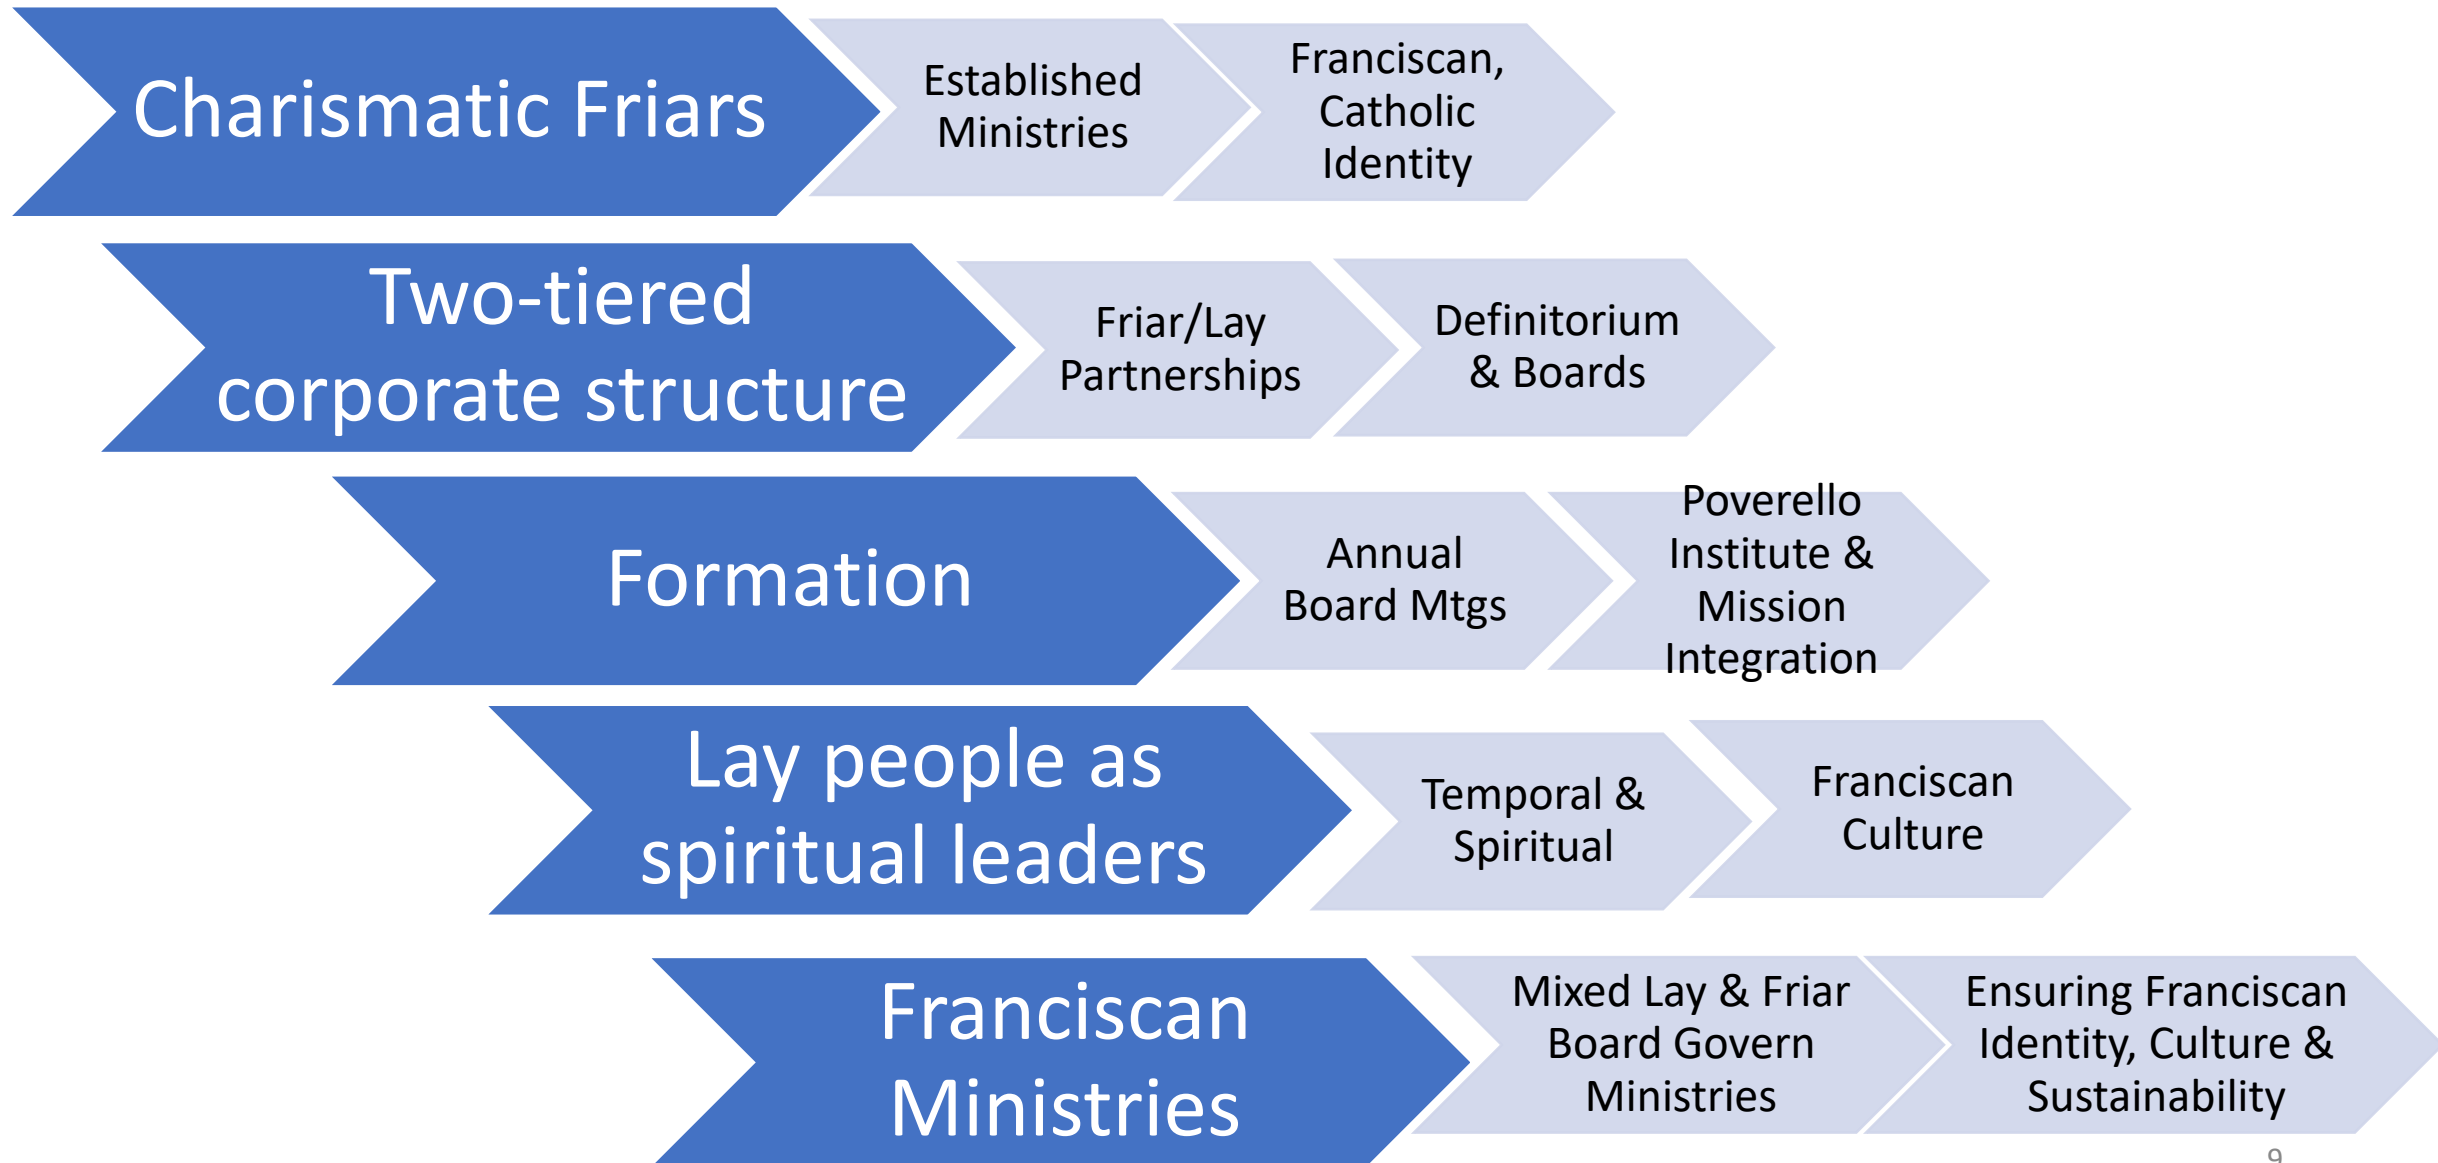 Charismatic Friars
Established
Ministries
Franciscan,
Catholic
Identity
Two-tiered
corporate structure
Friar/Lay
Partnerships
Definitorium
& Boards
Formation
Annual
Board Mtgs
Poverello
Institute &
Mission
Integration
Lay people as
spiritual leaders
Temporal &
Spiritual
Franciscan
Culture
Franciscan
Ministries
Mixed Lay & Friar
Board Govern
Ministries
Ensuring Franciscan
Identity, Culture &
Sustainability
9